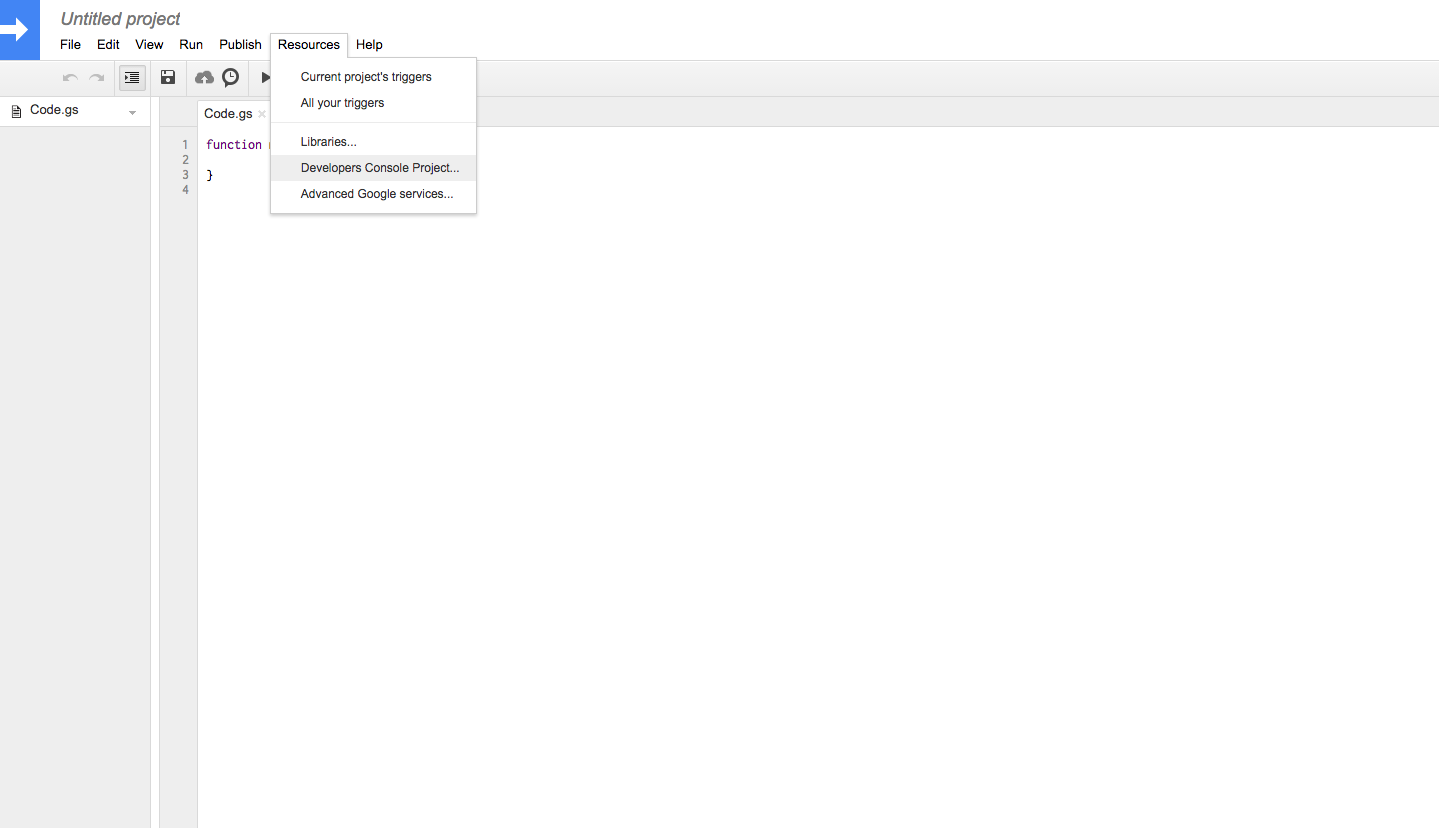 Untitled project
File Edit View Run Publish Resources Help
Current project's triggers
All your triggers
Libraries...
Developers Console Project...
Advanced Google services...
Code.gs
Code.gs ×
1 function
2
3 }
4